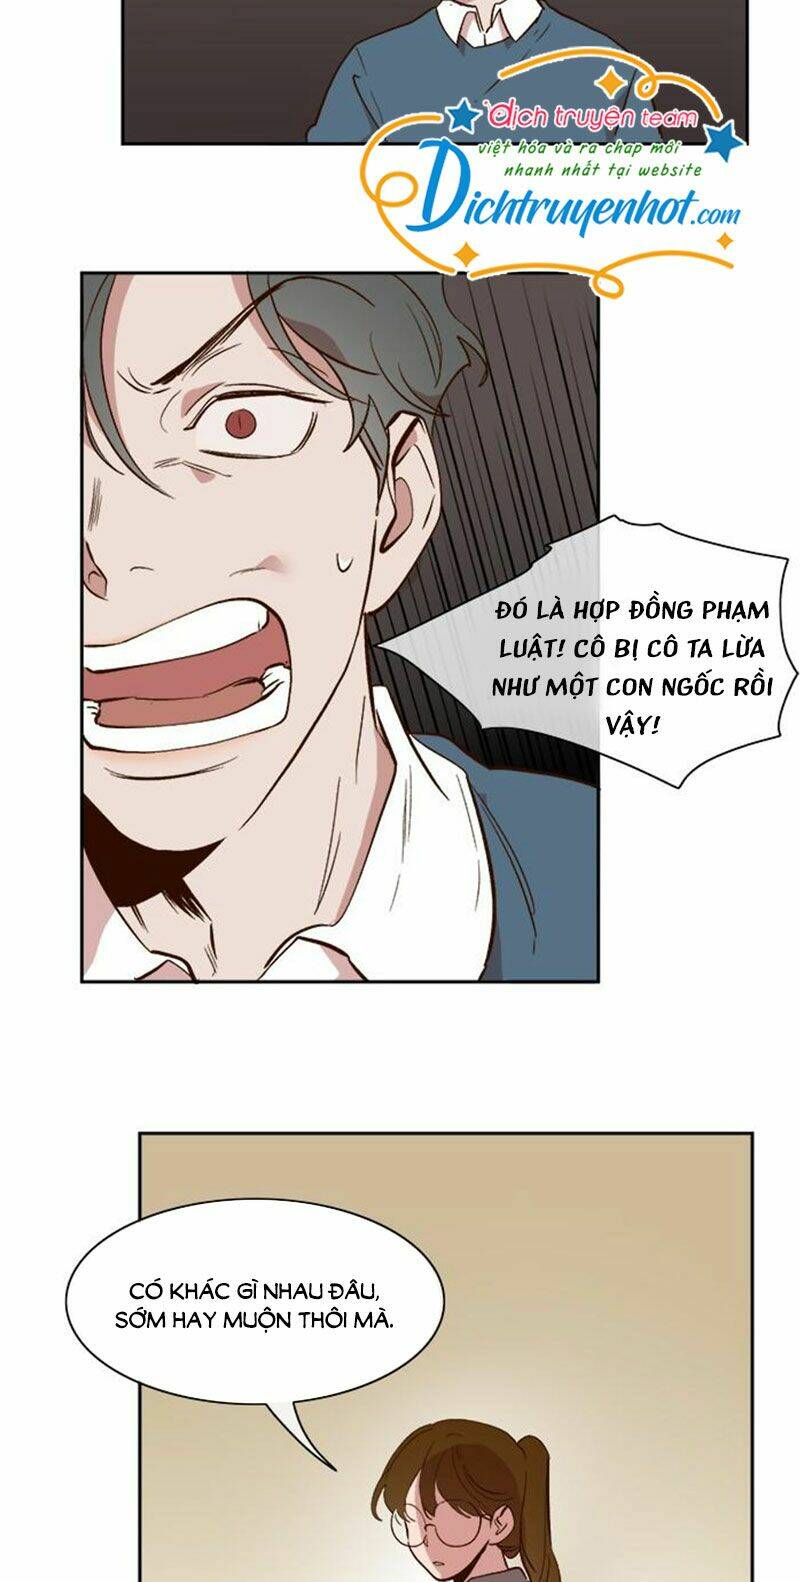 dịch truyện team
việt hóa và ra chap mới
nhanh nhất tại website
Dichtruyenhot.com
ĐÓ LÀ HỢP ĐỒNG PHẠM
LUẬT! CÔ BỊ CÔ TA LỪA
NHƯ MỘT CON NGỐC RỒI
VẬY!
CÓ KHÁC GÌ NHAU ĐÂU,
SỚM HAY MUỘN THÔI MÀ.